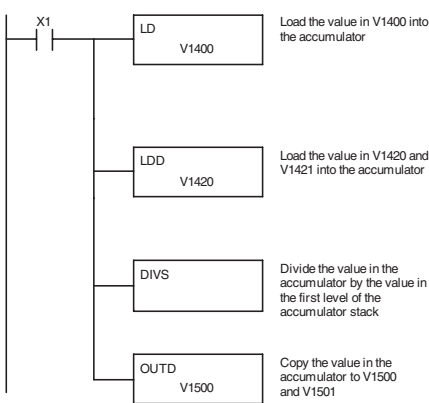 X1
LD
V1400
Load the value in V1400 into
the accumulator
LDD
V1420
Load the value in V1420 and
V1421 into the accumulator
DIVS
Divide the value in the
accumulator by the value in
the first level of the
accumulator stack
OUTD
V1500
Copy the value in the
accumulator to V1500
and V1501